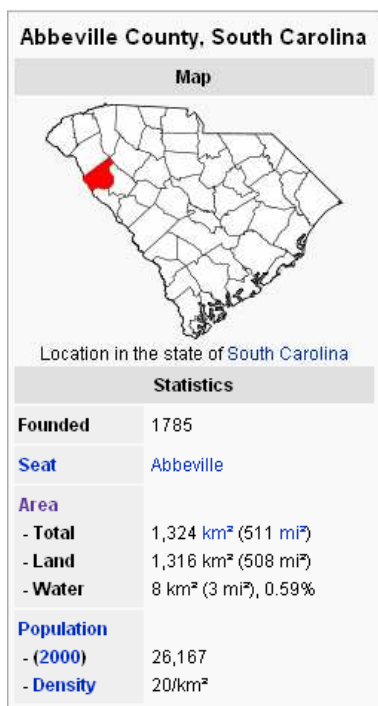 Abbeville County, South Carolina
Map
Location in the state of South Carolina
Statistics
Founded 1785
Seat Abbeville
Area
- Total 1,324 km² (511 mi²)
- Land 1,316 km² (508 mi²)
- Water 8 km² (3 mi²), 0.59%
Population
- (2000) 26,167
- Density 20/km²